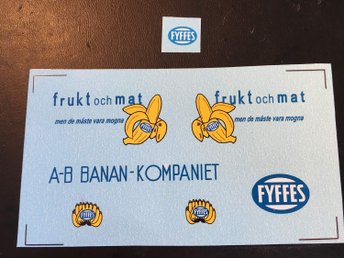 FYFFES
frukt och mat
men de måste vara mogna
frukt och mat
men de måste vara mogna
A-B BANAN-KOMPANIET
FYFFES